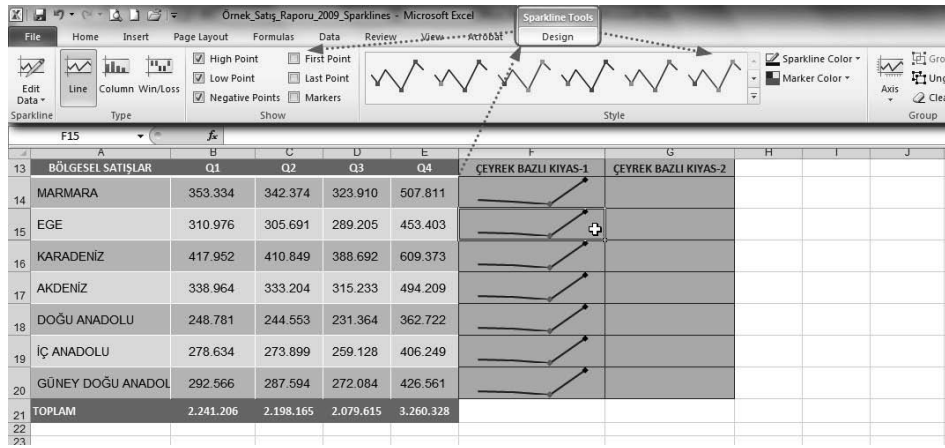 Örnek_Satış_Raporu_2009_Sparklines - Microsoft Excel
Sparkline Tools
File Home Insert Page Layout Formulas Data Review View Acrobat Design
High Point First Point
Low Point Last Point
Negative Points Markers
Edit Data
Line Column Win/Loss
Sparkline Color
Marker Color
Axis
Gro
Ung
Clea
Sparkline Type Show Style Group
F15 fx
A B C D E F G H I J
13 BÖLGESEL SATIŞLAR Q1 Q2 Q3 Q4 ÇEYREK BAZLI KIYAS-1 ÇEYREK BAZLI KIYAS-2
14 MARMARA 353.334 342.374 323.910 507.811
15 EGE 310.976 305.691 289.205 453.403
16 KARADENİZ 417.952 410.849 388.692 609.373
17 AKDENİZ 338.964 333.204 315.233 494.209
18 DOĞU ANADOLU 248.781 244.553 231.364 362.722
19 İÇ ANADOLU 278.634 273.899 259.128 406.249
20 GÜNEY DOĞU ANADOL 292.566 287.594 272.084 426.561
21 TOPLAM 2.241.206 2.198.165 2.079.615 3.260.328
22
23